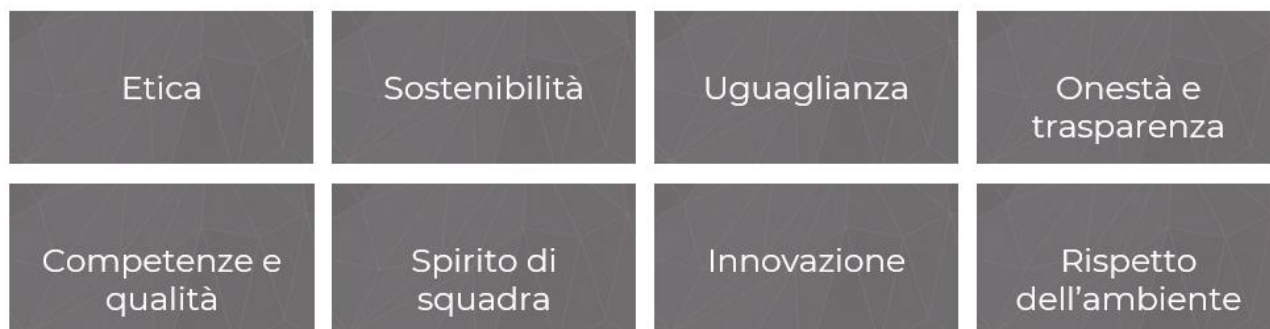 Etica
Sostenibilità
Uguaglianza
Onestà e
trasparenza
Competenze e
qualità
Spirito di
squadra
Innovazione
Rispetto
dell’ambiente